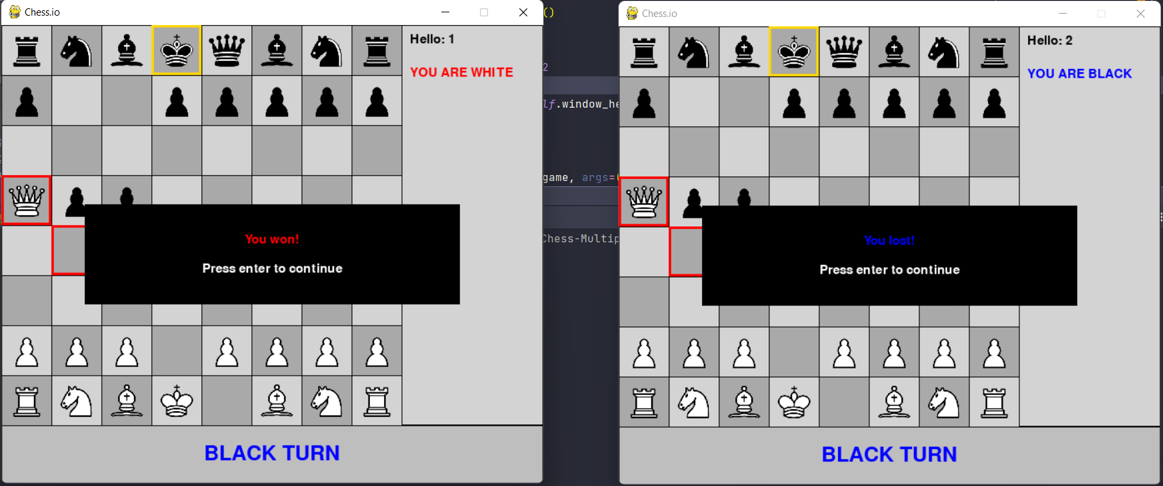 Chess.io
Hello: 1
YOU ARE WHITE
You won!
Press enter to continue
BLACK TURN
()
2
lf.window_he
game, args=
Chess-Multip
Chess.io
Hello: 2
YOU ARE BLACK
You lost!
Press enter to continue
BLACK TURN